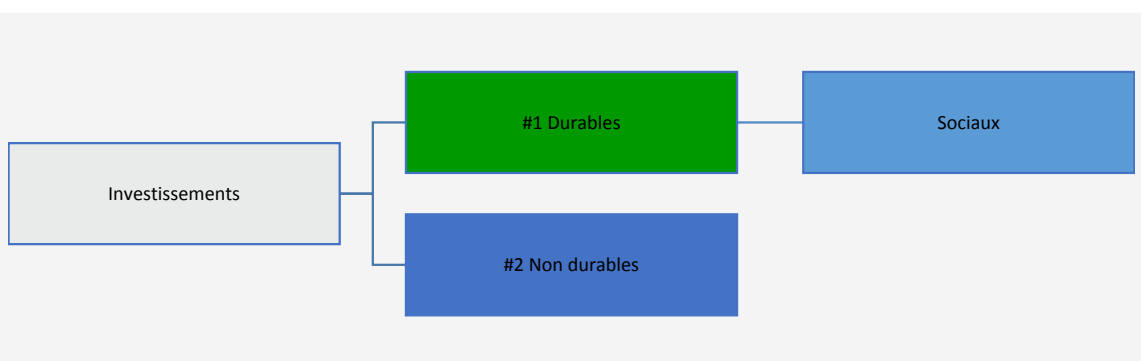 #1 Durables
Sociaux
Investissements
#2 Non durables